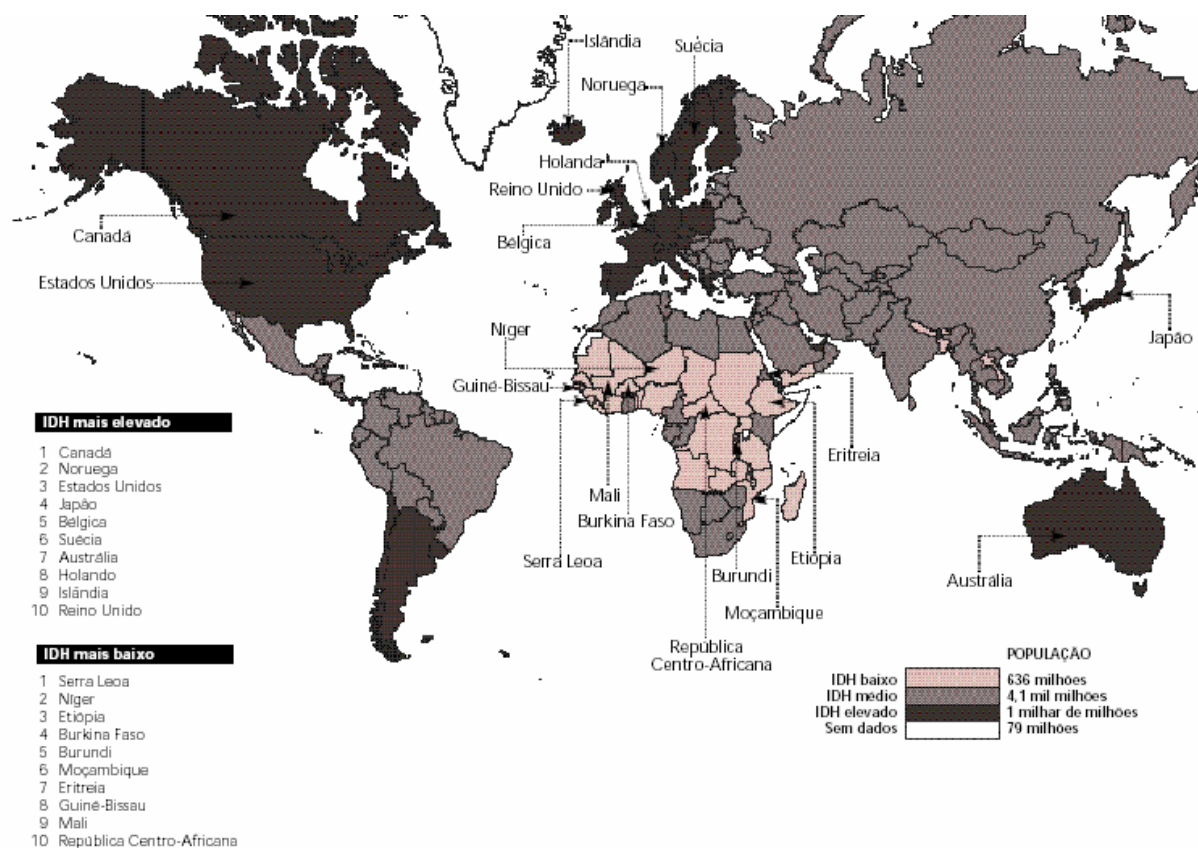 Islândia
Suécia
Noruega
Holanda
Reino Unido
Bélgica
Canadá
Estados Unidos
Japão
Níger
Guiné-Bissau
Eritreia
Mali
Burkina Faso
Serra Leoa
Etiópia
Burundi
Austrália
Moçambique
República
Centro-Africana
IDH mais elevado
1 Canadá
2 Noruega
3 Estados Unidos
4 Japão
5 Bélgica
6 Suécia
7 Austrália
8 Holando
9 Islândia
10 Reino Unido
IDH mais baixo
1 Serra Leoa
2 Níger
3 Etiópia
4 Burkina Faso
5 Burundi
6 Moçambique
7 Eritreia
8 Guiné-Bissau
9 Mali
10 República Centro-Africana
POPULAÇÃO
IDH baixo 636 milhões
IDH médio 4,1 mil milhões
IDH elevado 1 milhar de milhões
Sem dados 79 milhões